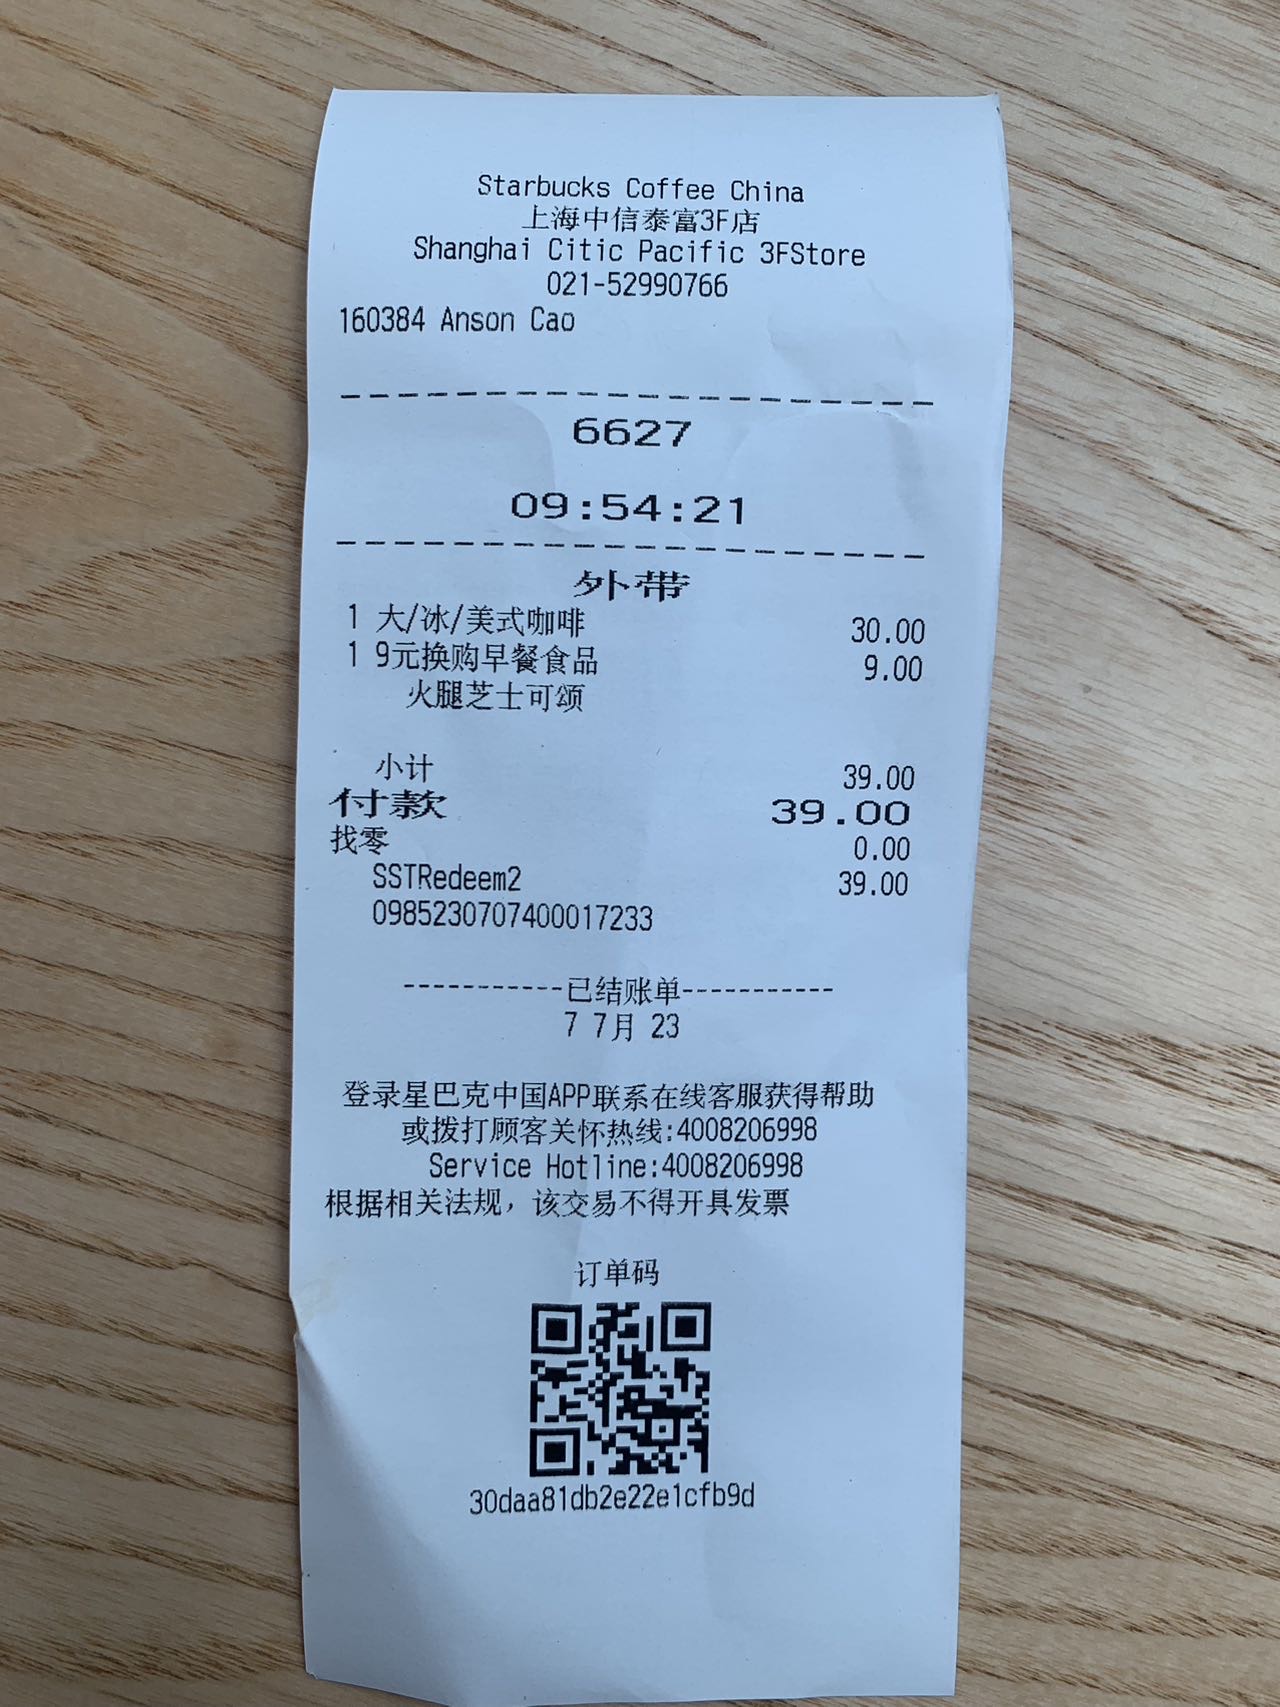 Starbucks Coffee China
上海中信泰富3F店
Shanghai Citic Pacific 3FStore
021-52990766
160384 Anson Cao
6627
09:54:21
外带
1 大/冰/美式咖啡 30.00
1 9元换购早餐食品 9.00
火腿芝士可颂
小计 39.00
付款 39.00
找零 0.00
SSTRedeem2 39.00
0985230707400017233
-----------已结账单-----------
7 7月 23
登录星巴克中国APP联系在线客服获得帮助
或拨打顾客关怀热线:4008206998
Service Hotline:4008206998
根据相关法规，该交易不得开具发票
订单码
30daa81db2e22e1cfb9d